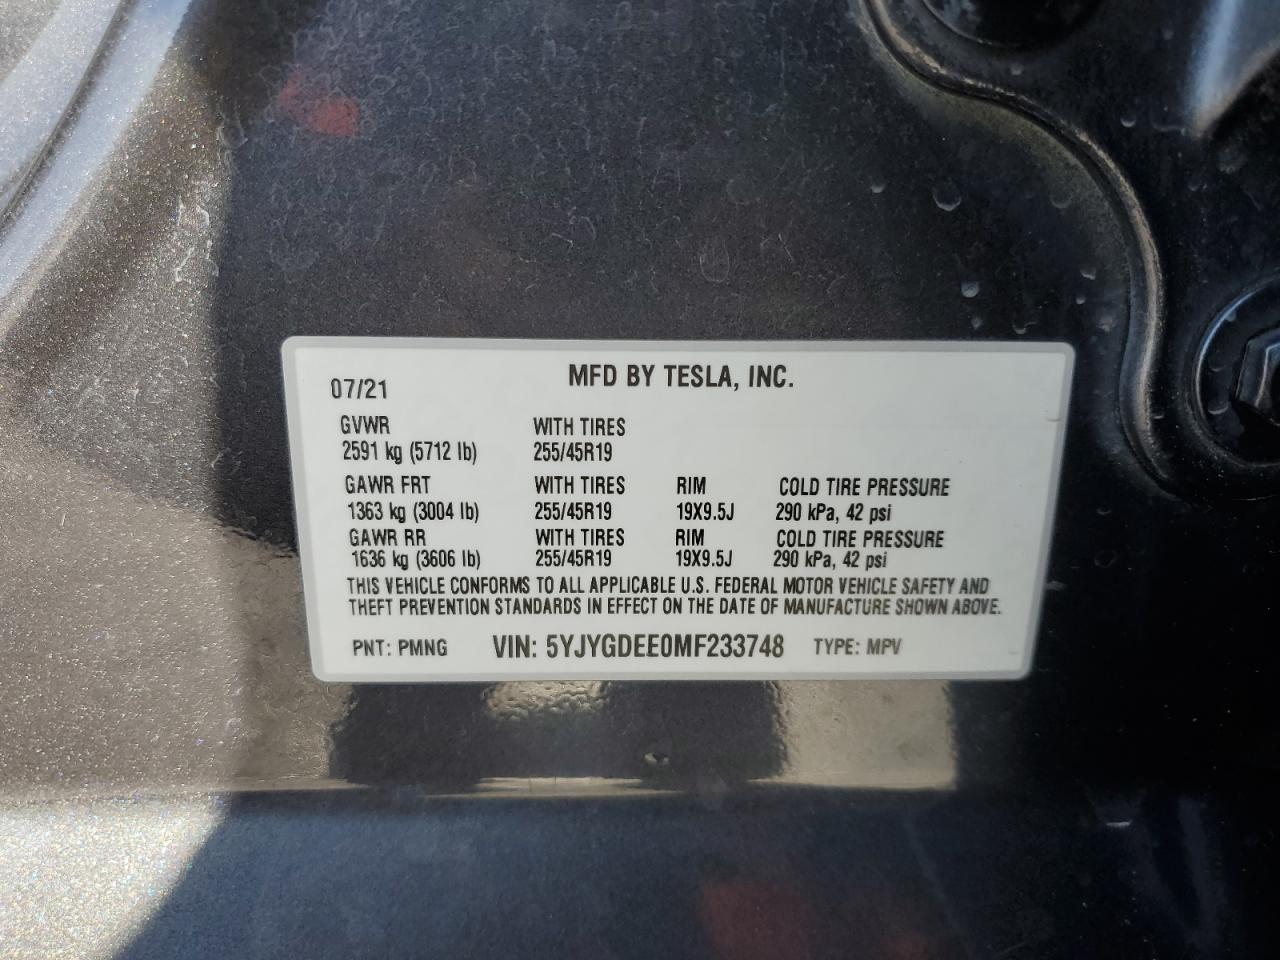 MFD BY TESLA, INC.
07/21
GVWR WITH TIRES
2591 kg (5712 lb) 255/45R19
GAWR FRT WITH TIRES RIM COLD TIRE PRESSURE
1363 kg (3004 lb) 255/45R19 19X9.5J 290 kPa, 42 psi
GAWR RR WITH TIRES RIM COLD TIRE PRESSURE
1636 kg (3606 lb) 255/45R19 19X9.5J 290 kPa, 42 psi
THIS VEHICLE CONFORMS TO ALL APPLICABLE U.S. FEDERAL MOTOR VEHICLE SAFETY AND
THEFT PREVENTION STANDARDS IN EFFECT ON THE DATE OF MANUFACTURE SHOWN ABOVE.
PNT: PMNG VIN: 5YJYGDEE0MF233748 TYPE: MPV